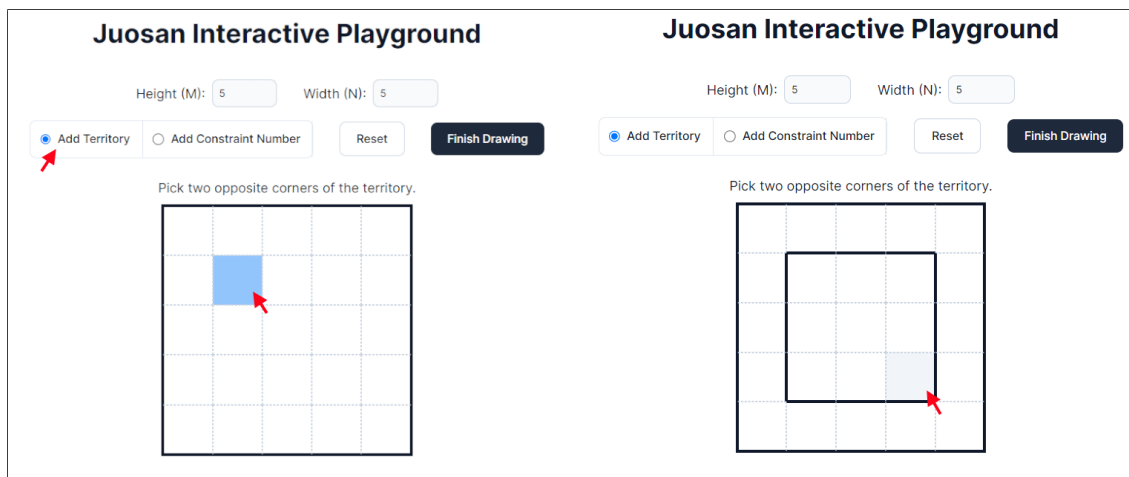 Juosan Interactive Playground
Height (M): 5 Width (N): 5
Add Territory Add Constraint Number Reset Finish Drawing
Pick two opposite corners of the territory.
Juosan Interactive Playground
Height (M): 5 Width (N): 5
Add Territory Add Constraint Number Reset Finish Drawing
Pick two opposite corners of the territory.